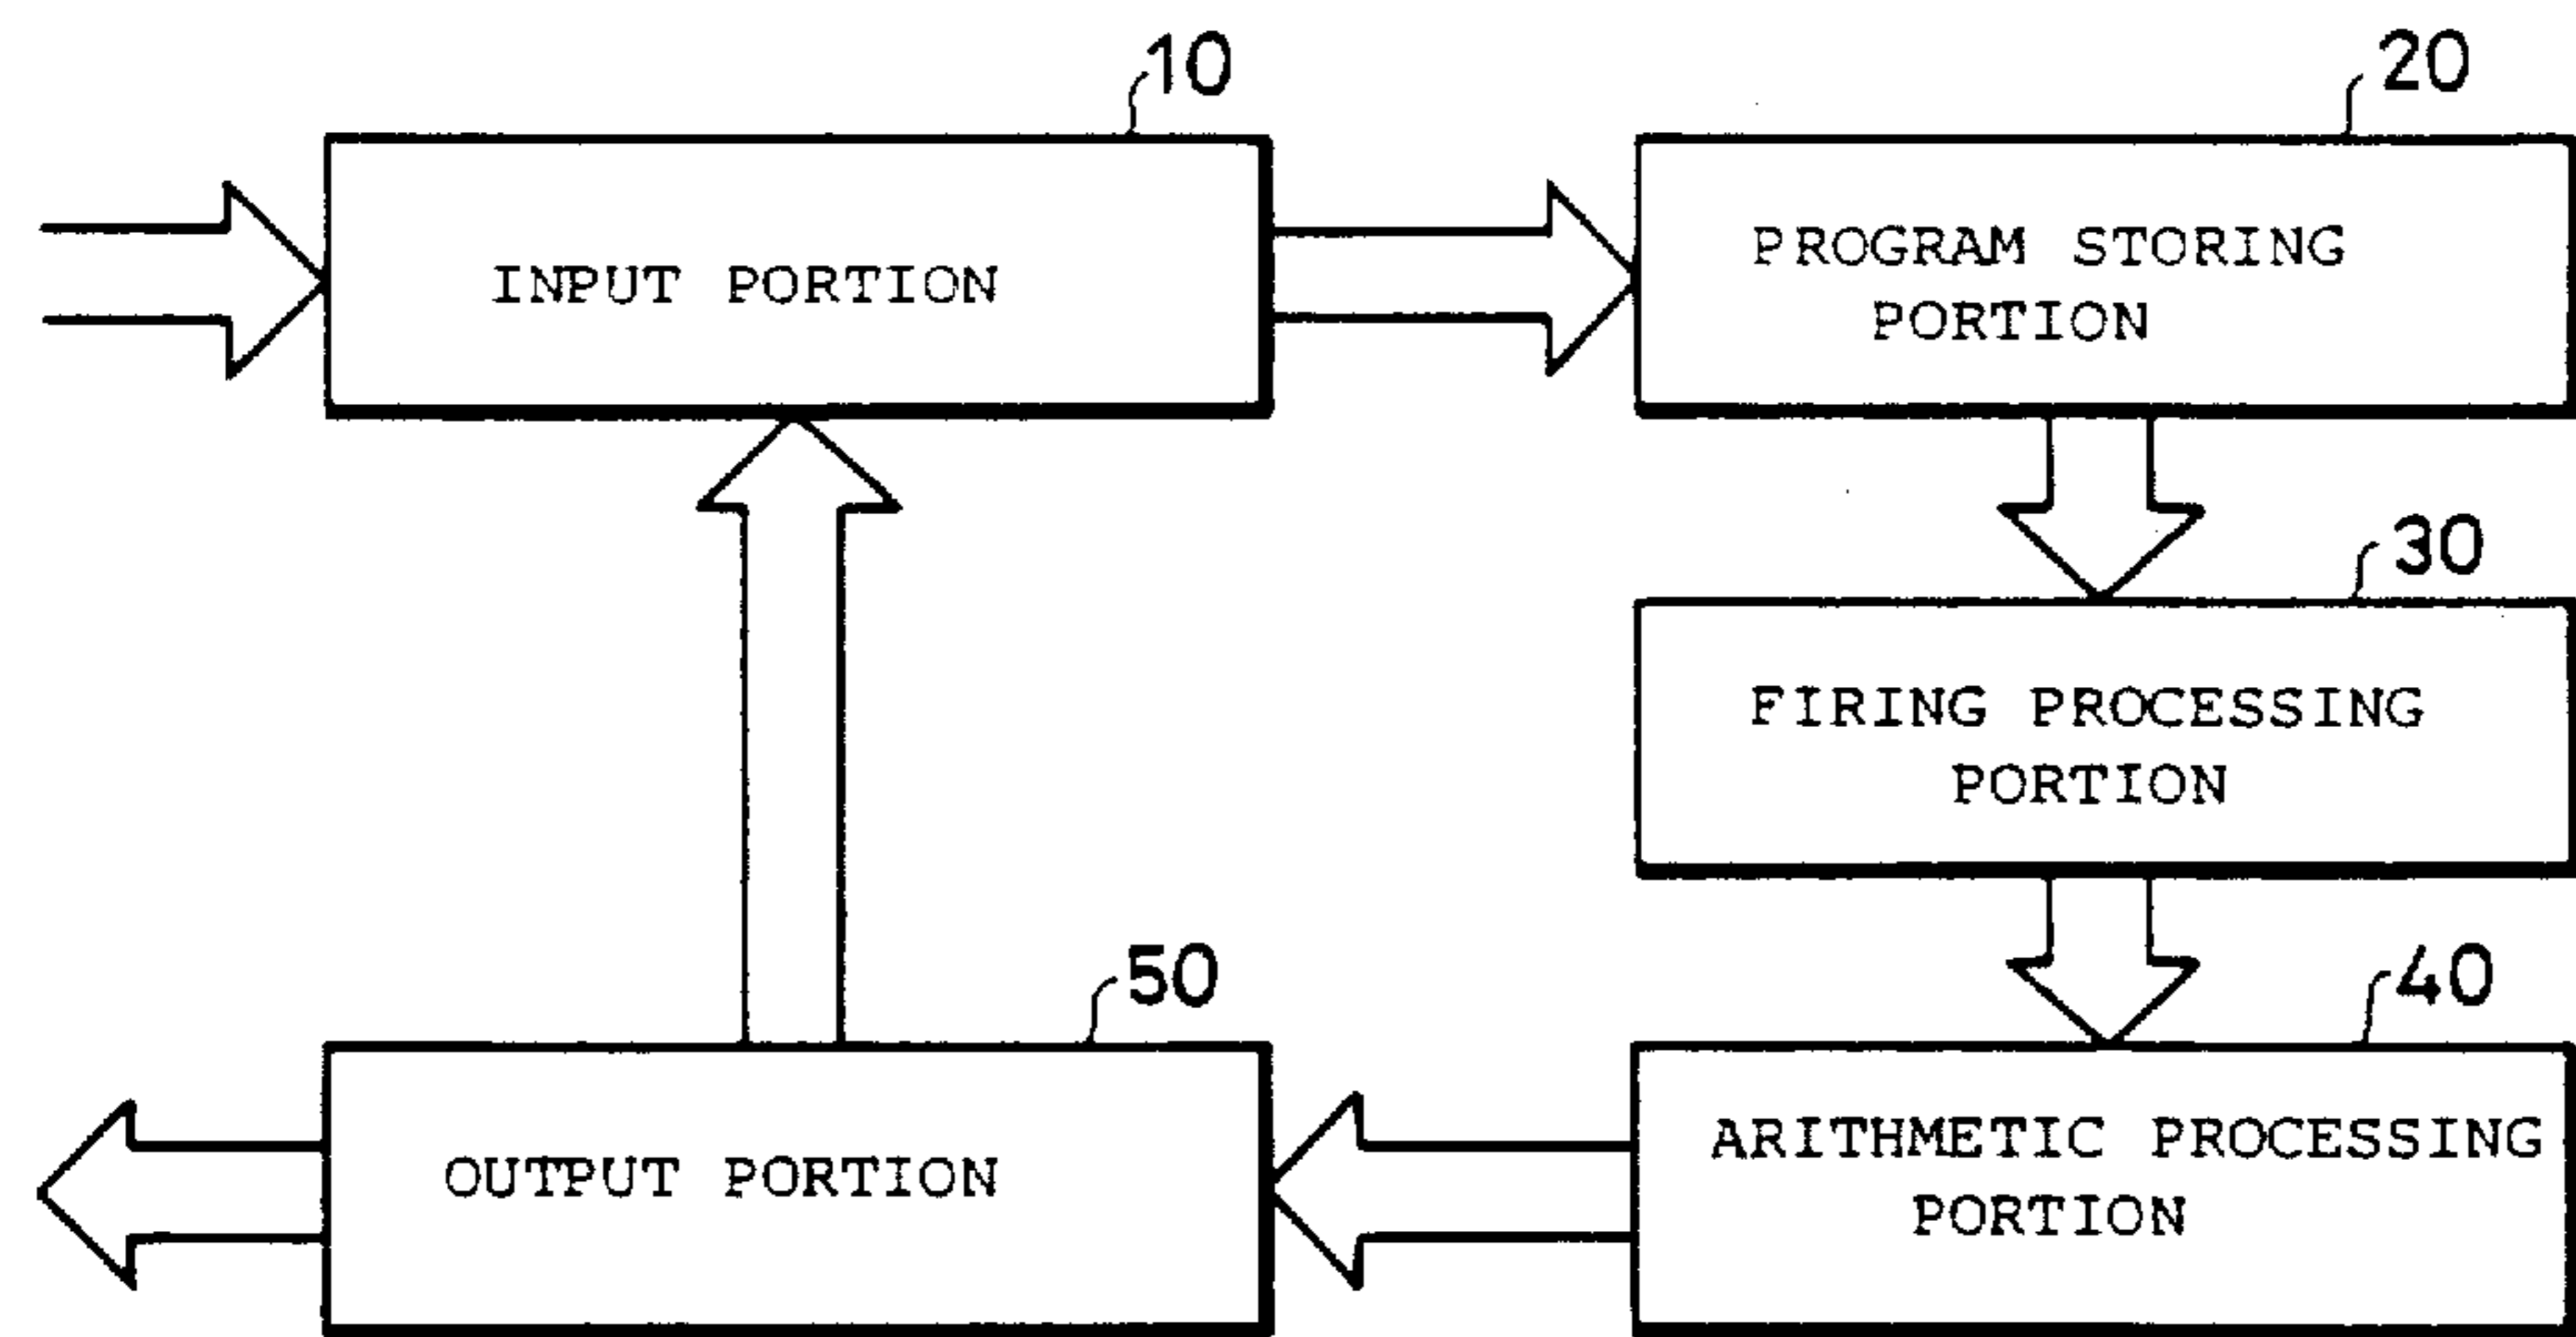 10
INPUT PORTION
20
PROGRAM STORING
PORTION
30
FIRING PROCESSING
PORTION
40
ARITHMETIC PROCESSING
PORTION
50
OUTPUT PORTION